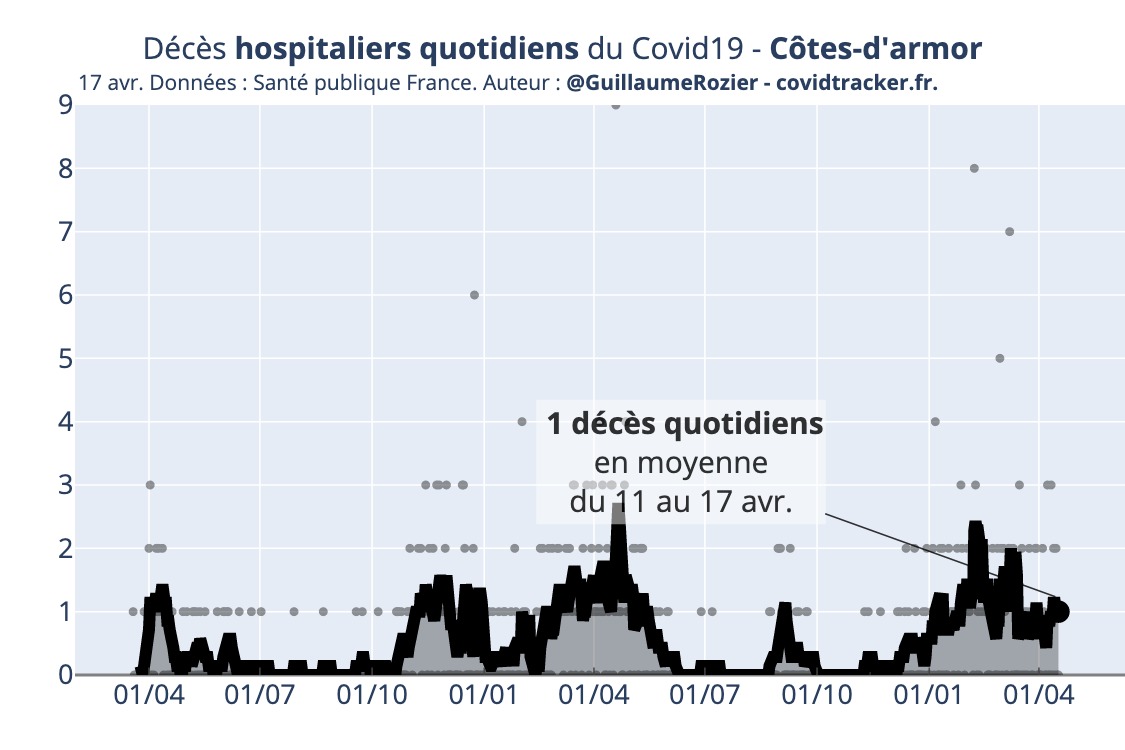 Décès hospitaliers quotidiens du Covid19 - Côtes-d'armor
17 avr. Données : Santé publique France. Auteur : @GuillaumeRozier - covidtracker.fr.
9
8
7
6
5
4
3
2
1
0
1 décès quotidiens
en moyenne
du 11 au 17 avr.
01/04 01/07 01/10 01/01 01/04 01/07 01/10 01/01 01/04